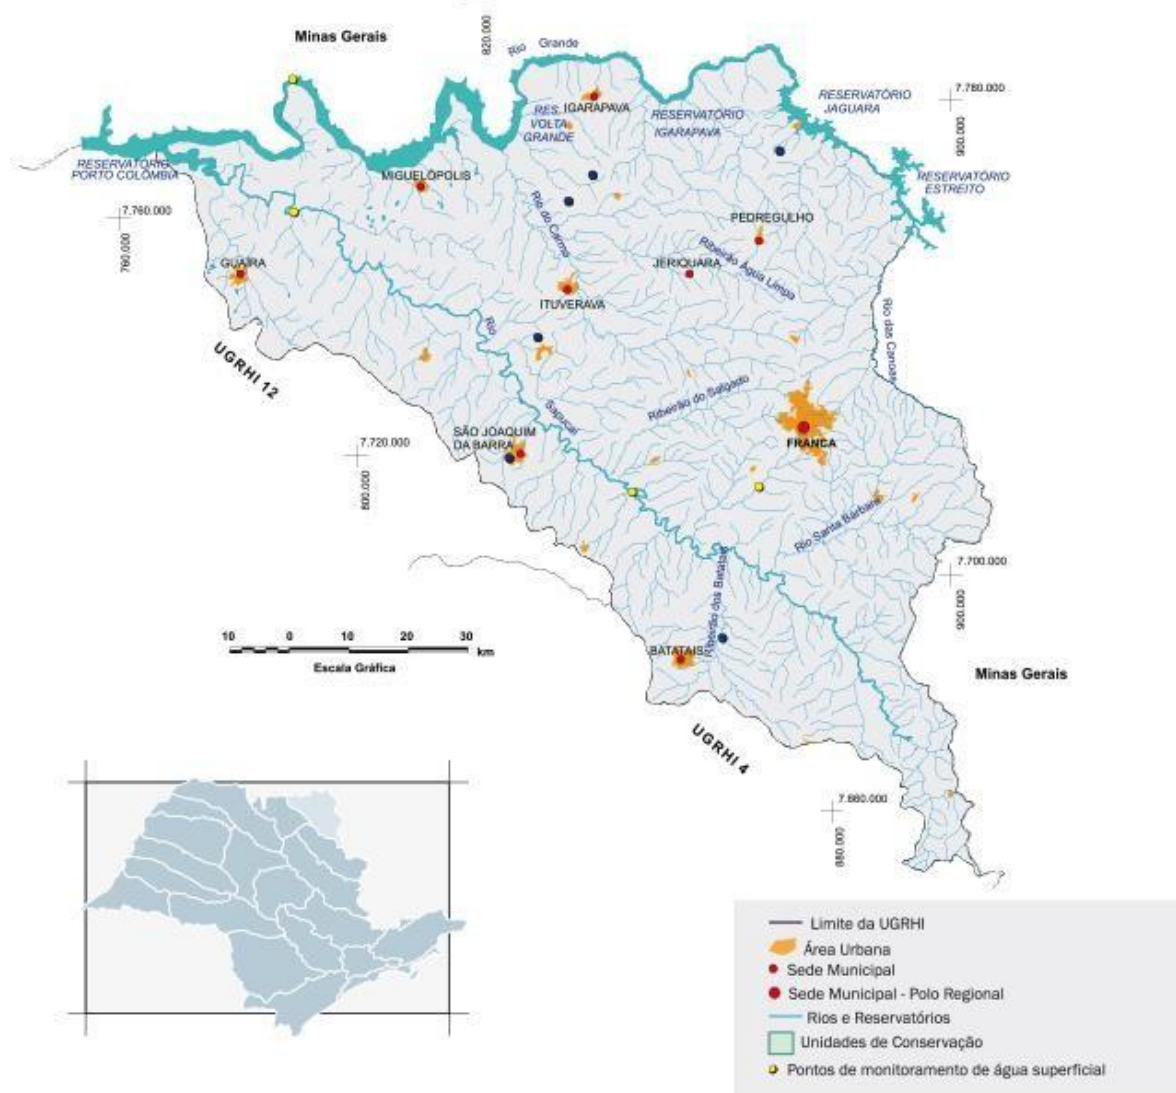 Minas Gerais
820.000
Rio Grande
7.780.000
900.000
RESERVATÓRIO
JAGUARA
IGARAPAVA
RES.
VOLTA
GRANDE
RESERVATÓRIO
IGARAPAVA
RESERVATÓRIO
PORTO COLÔMBIA
MIGUELÓPOLIS
RESERVATÓRIO
ESTREITO
7.760.000
760.000
Rio do Carmo
PEDREGULHO
Ribeirão Água Limpa
GUAÍRA
JERIQUARA
ITUVERAVA
Rio das Canoas
Rio
Sapucaí
UGRHI 12
Ribeirão do Salgado
SÃO JOAQUIM
DA BARRA
FRANCA
7.720.000
800.000
Rio Santa Bárbara
7.700.000
900.000
Ribeirão dos Batatais
10 0 10 20 30
km
Escala Gráfica
BATATAIS
Minas Gerais
UGRHI 4
7.660.000
880.000
Limite da UGRHI
Área Urbana
Sede Municipal
Sede Municipal - Polo Regional
Rios e Reservatórios
Unidades de Conservação
Pontos de monitoramento de água superficial